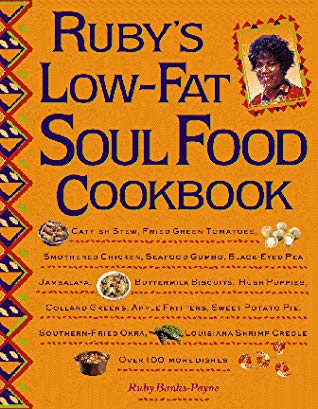 RUBY'S
LOW-FAT
SOUL FOOD
COOKBOOK
CATFISH STEW, FRIED GREEN TOMATOES,
SMOTHERED CHICKEN, SEAFOOD GUMBO, BLACK-EYED PEA
JAMBALAYA, BUTTERMILK BISCUITS, HUSH PUPPIES,
COLLARD GREENS, APPLE FRITTERS, SWEET POTATO PIE,
SOUTHERN-FRIED OKRA, LOUISIANA SHRIMP CREOLE
OVER 100 MORE DISHES
Ruby Banks-Payne